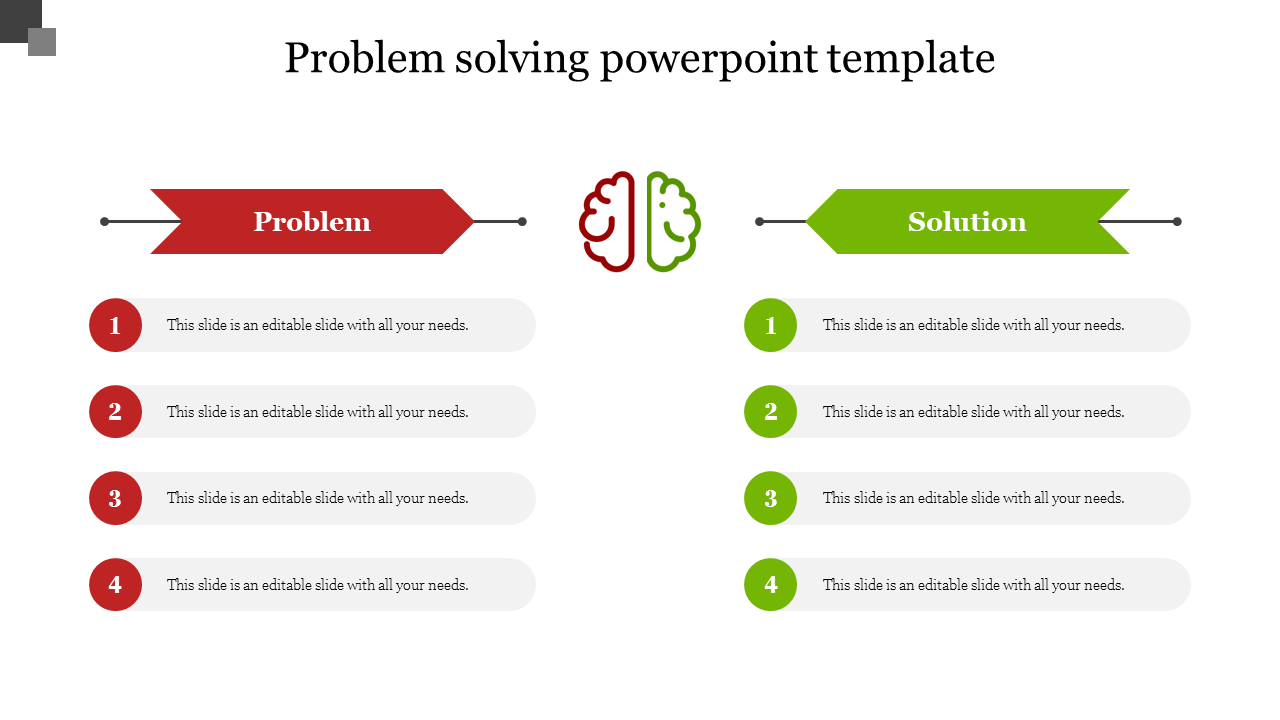 Problem solving powerpoint template
Problem
1 This slide is an editable slide with all your needs.
2 This slide is an editable slide with all your needs.
3 This slide is an editable slide with all your needs.
4 This slide is an editable slide with all your needs.
Solution
1 This slide is an editable slide with all your needs.
2 This slide is an editable slide with all your needs.
3 This slide is an editable slide with all your needs.
4 This slide is an editable slide with all your needs.